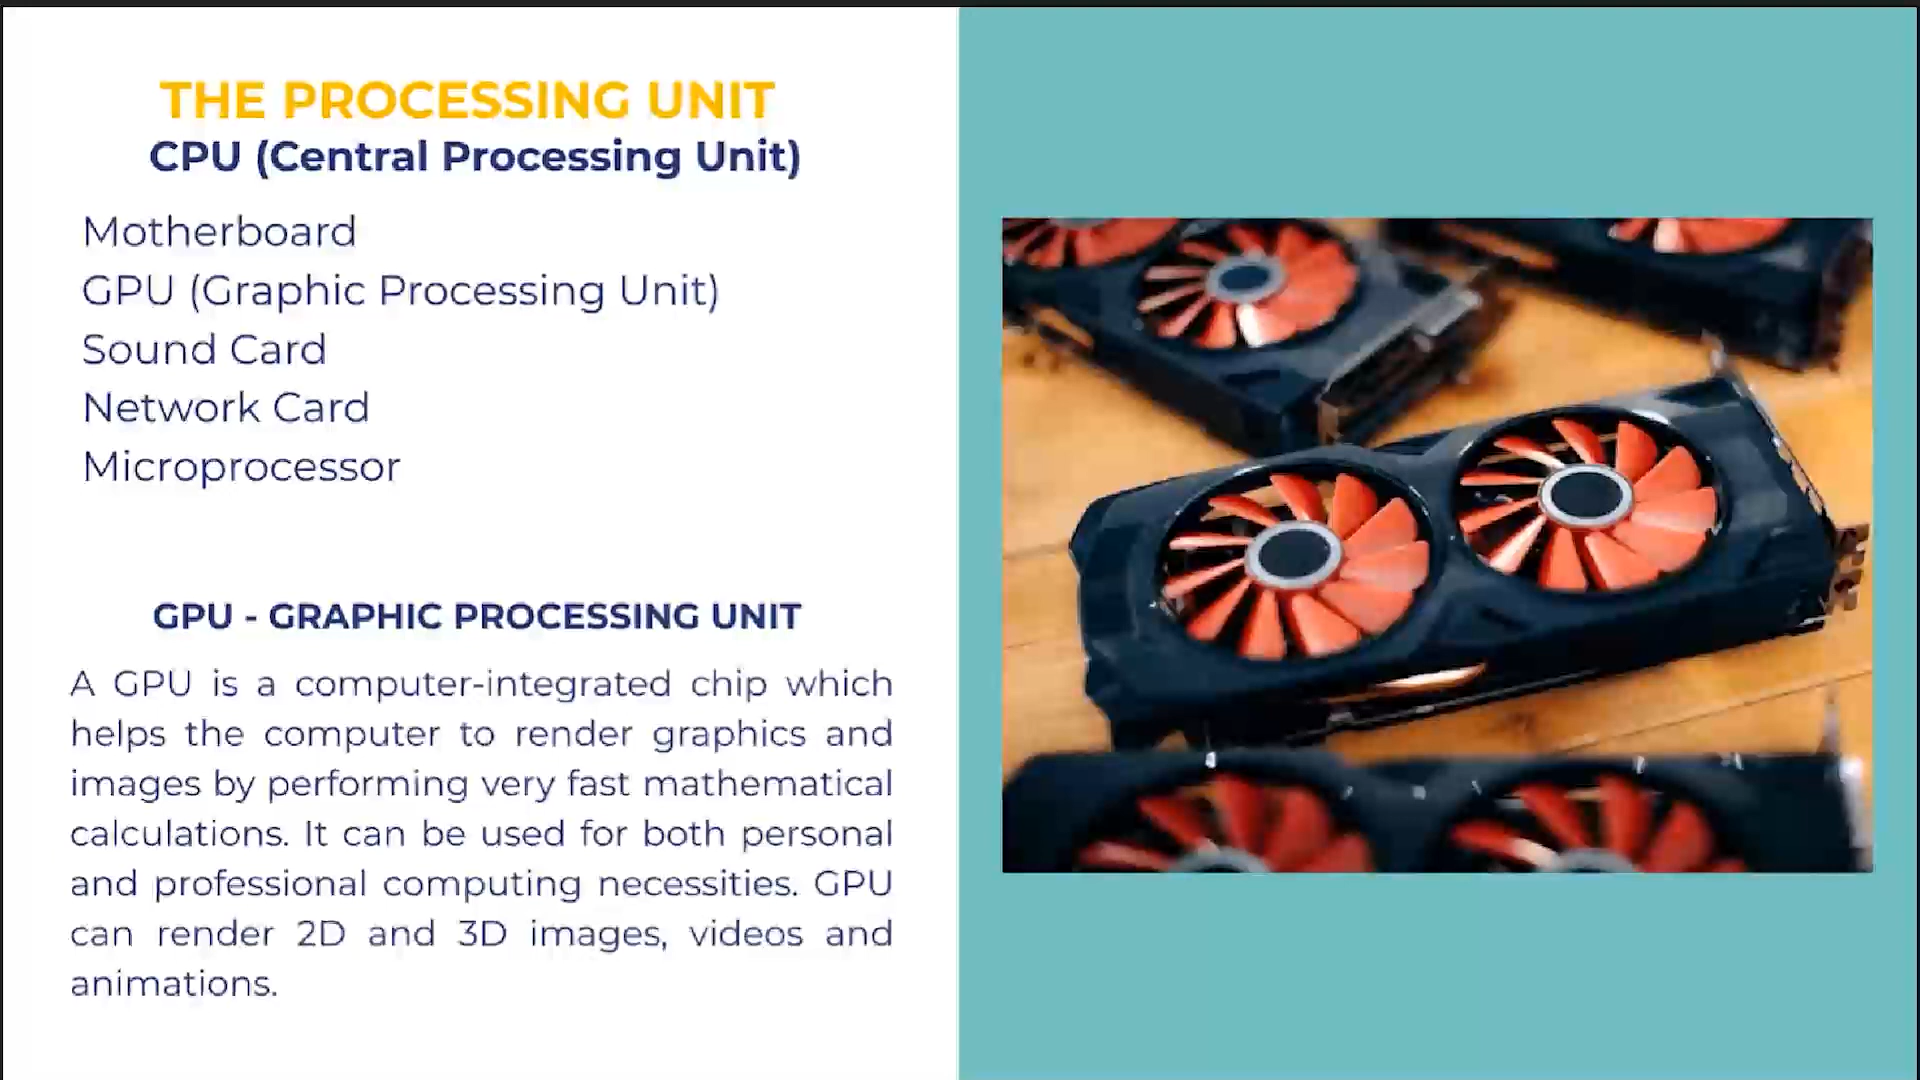 THE PROCESSING UNIT
CPU (Central Processing Unit)
Motherboard
GPU (Graphic Processing Unit)
Sound Card
Network Card
Microprocessor
GPU - GRAPHIC PROCESSING UNIT
A GPU is a computer-integrated chip which
helps the computer to render graphics and
images by performing very fast mathematical
calculations. It can be used for both personal
and professional computing necessities. GPU
can render 2D and 3D images, videos and
animations.